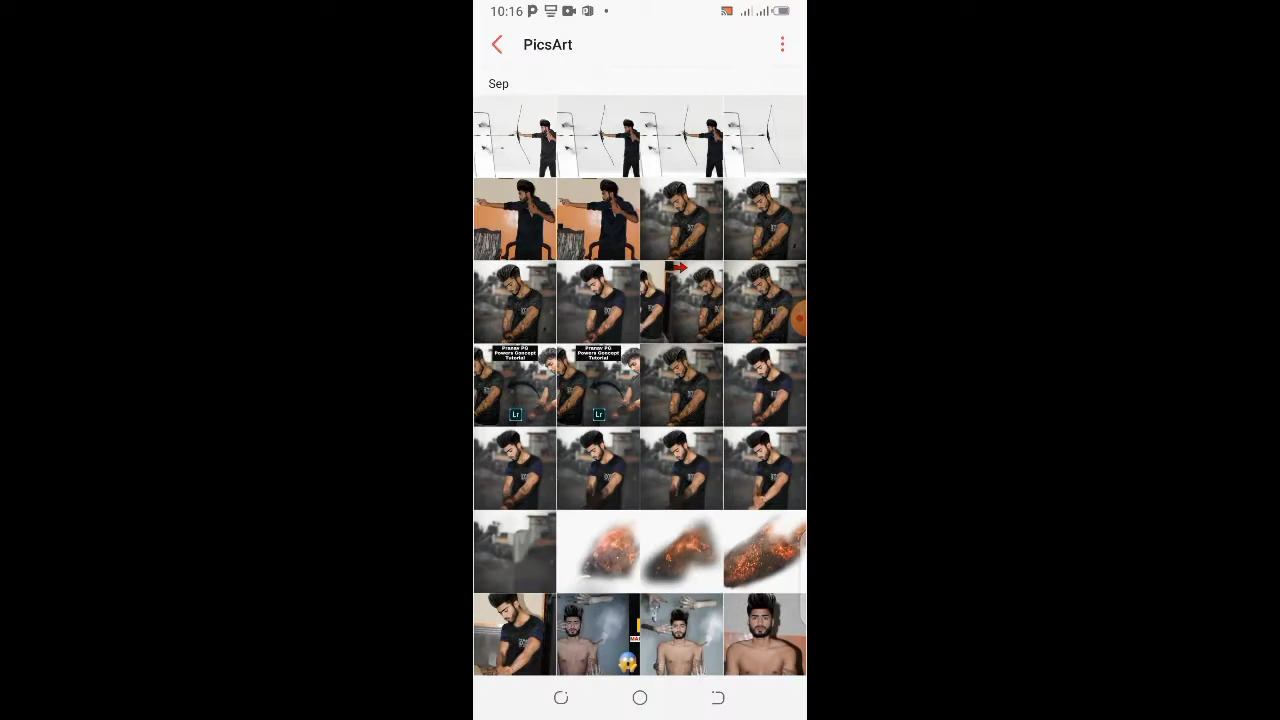 10:16
PicsArt
Sep
Pranav PG
Powers Concept
Tutorial
Pranav PG
Powers Concept
Tutorial
Lr
Lr